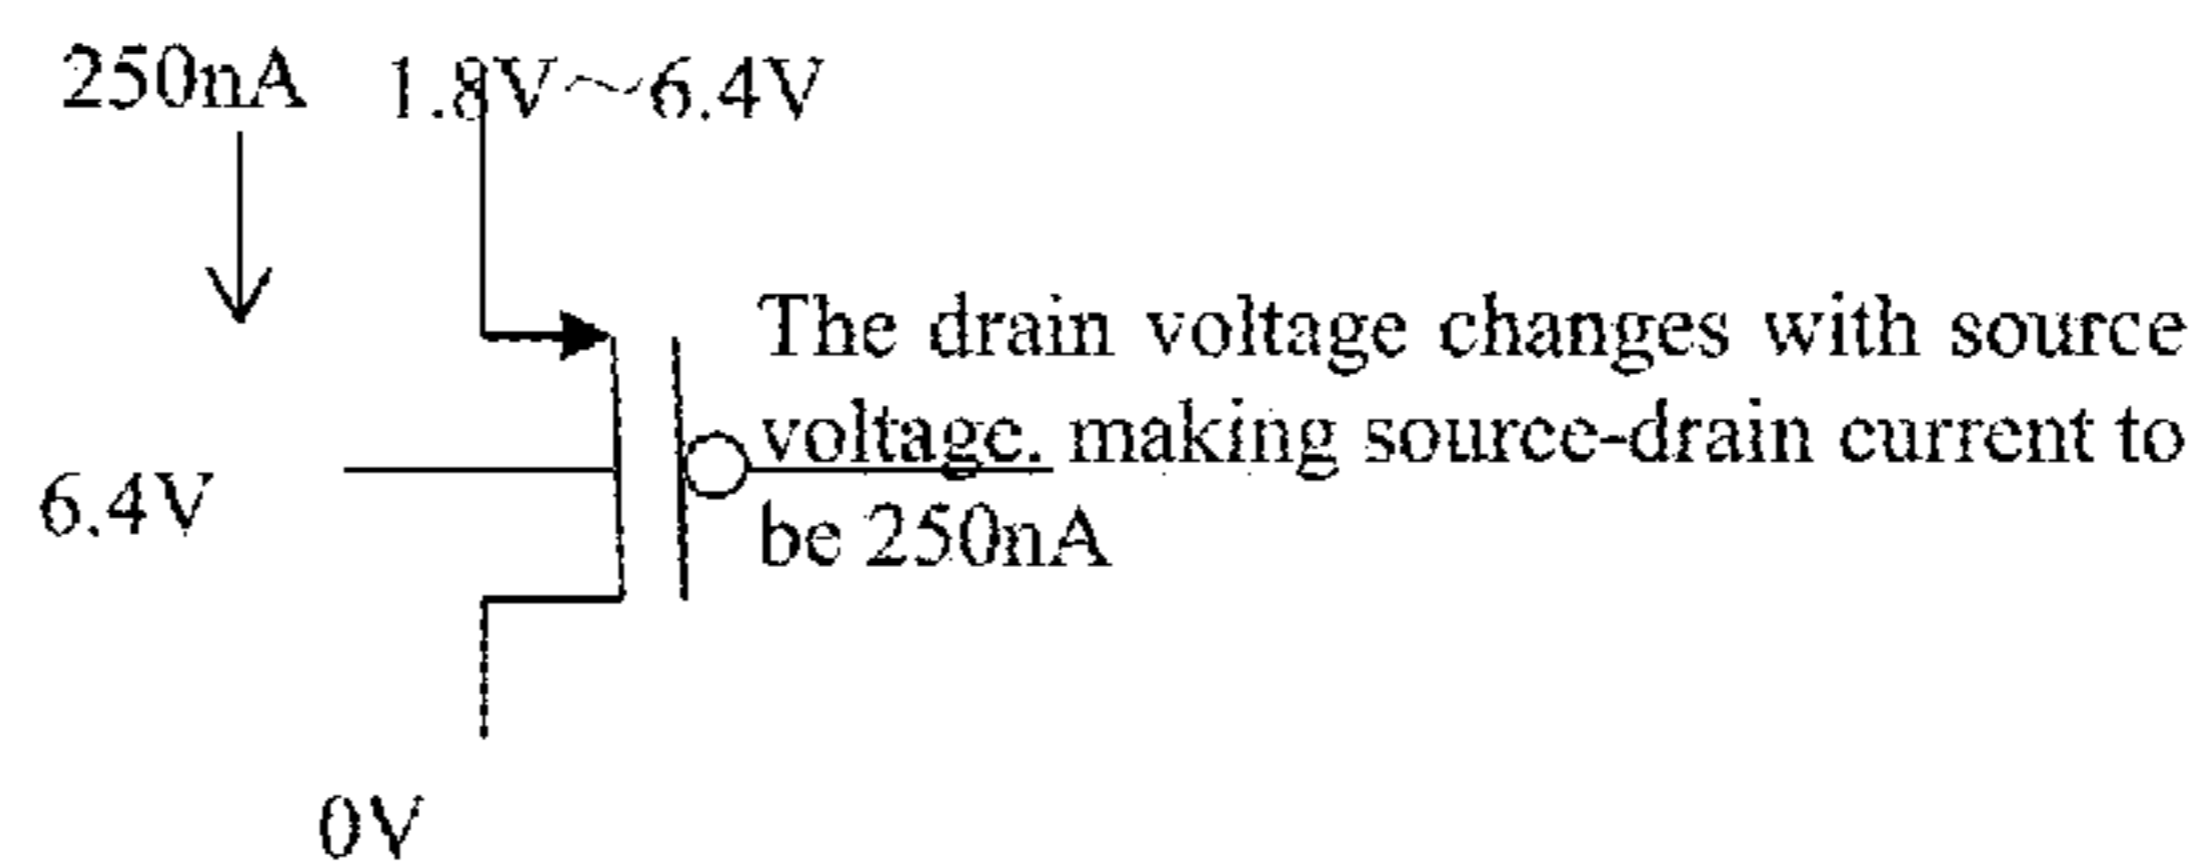 250nA 1.8V～6.4V
The drain voltage changes with source
voltage. making source-drain current to
6.4V
be 250nA
0V